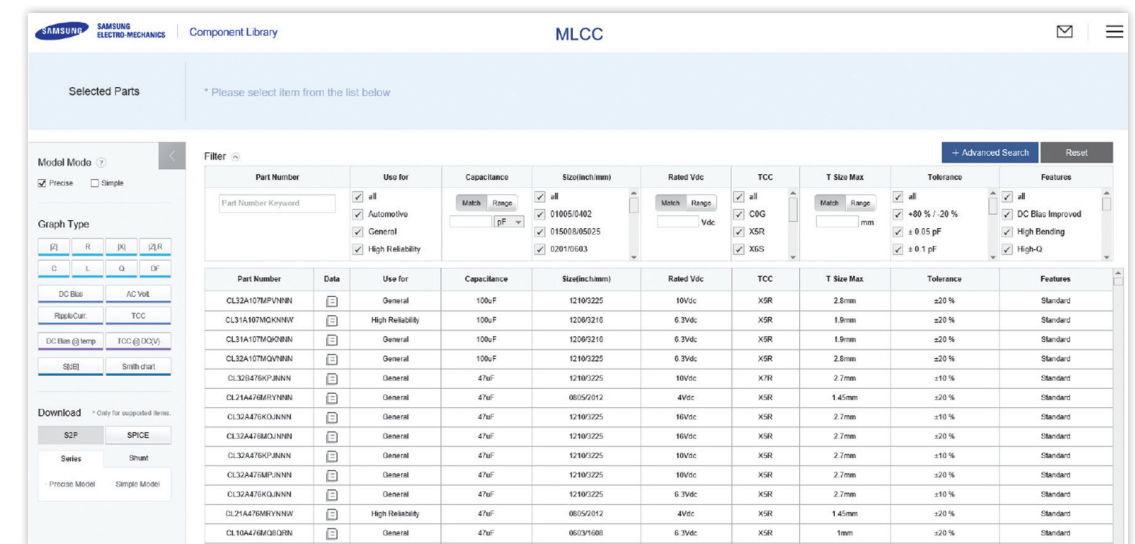 SAMSUNG SAMSUNG ELECTRO-MECHANICS Component Library MLCC
Selected Parts * Please select item from the list below
Model Mode ?
Precise Simple
Graph Type
|Z| R |X| |Z|,R
C L Q DF
DC Bias AC Volt.
RippleCurr. TCC
DC Bias @ temp TCC @ DC(V)
S[dB] Smith chart
Download * Only for supported items.
S2P SPICE
Series Shunt
- Precise Model Simple Model
Filter + Advanced Search Reset
Part Number Use for Capacitance Size(inch/mm) Rated Vdc TCC T Size Max Tolerance Features
Part Number Keyword all Match Range all Match Range all Match Range all all
Automotive pF 01005/0402 Vdc C0G mm +80 % / -20 % DC Bias Improved
General 015008/05025 X5R ± 0.05 pF High Bending
High Reliability 0201/0603 X6S ± 0.1 pF High-Q
Part Number Data Use for Capacitance Size(inch/mm) Rated Vdc TCC T Size Max Tolerance Features
CL32A107MPVNNN General 100uF 1210/3225 10Vdc X5R 2.8mm ±20 % Standard
CL31A107MQKNNW High Reliability 100uF 1206/3216 6.3Vdc X5R 1.9mm ±20 % Standard
CL31A107MQKNNN General 100uF 1206/3216 6.3Vdc X5R 1.9mm ±20 % Standard
CL32A107MQVNNN General 100uF 1210/3225 6.3Vdc X5R 2.8mm ±20 % Standard
CL32B476KPJNNN General 47uF 1210/3225 10Vdc X7R 2.7mm ±10 % Standard
CL21A476MRYNNN General 47uF 0805/2012 4Vdc X5R 1.45mm ±20 % Standard
CL32A476KOJNNN General 47uF 1210/3225 16Vdc X5R 2.7mm ±10 % Standard
CL32A476MOJNNN General 47uF 1210/3225 16Vdc X5R 2.7mm ±20 % Standard
CL32A476KPJNNN General 47uF 1210/3225 10Vdc X5R 2.7mm ±10 % Standard
CL32A476MPJNNN General 47uF 1210/3225 10Vdc X5R 2.7mm ±20 % Standard
CL32A476KQJNNN General 47uF 1210/3225 6.3Vdc X5R 2.7mm ±10 % Standard
CL21A476MRYNNW High Reliability 47uF 0805/2012 4Vdc X5R 1.45mm ±20 % Standard
CL10A476MQ8QRN General 47uF 0603/1608 6.3Vdc X5R 1mm ±20 % Standard